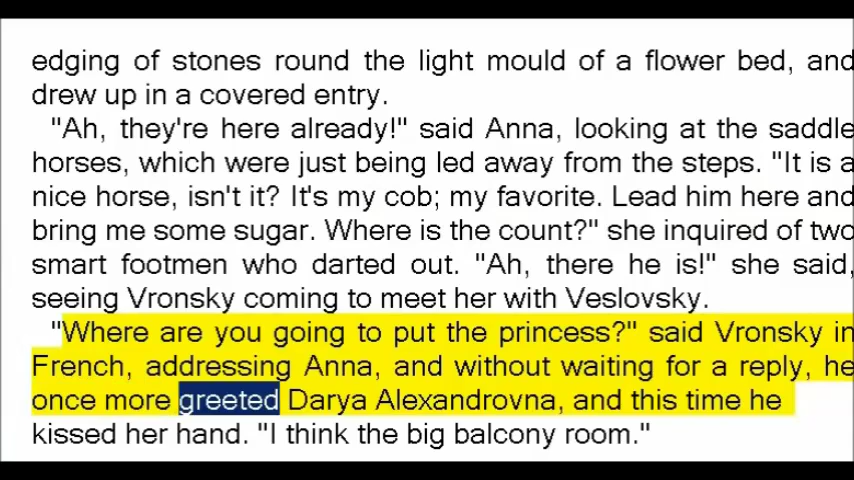 edging of stones round the light mould of a flower bed, and
drew up in a covered entry.
"Ah, they're here already!" said Anna, looking at the saddle
horses, which were just being led away from the steps. "It is a
nice horse, isn't it? It's my cob; my favorite. Lead him here and
bring me some sugar. Where is the count?" she inquired of two
smart footmen who darted out. "Ah, there he is!" she said,
seeing Vronsky coming to meet her with Veslovsky.
"Where are you going to put the princess?" said Vronsky in
French, addressing Anna, and without waiting for a reply, he
once more greeted Darya Alexandrovna, and this time he
kissed her hand. "I think the big balcony room."